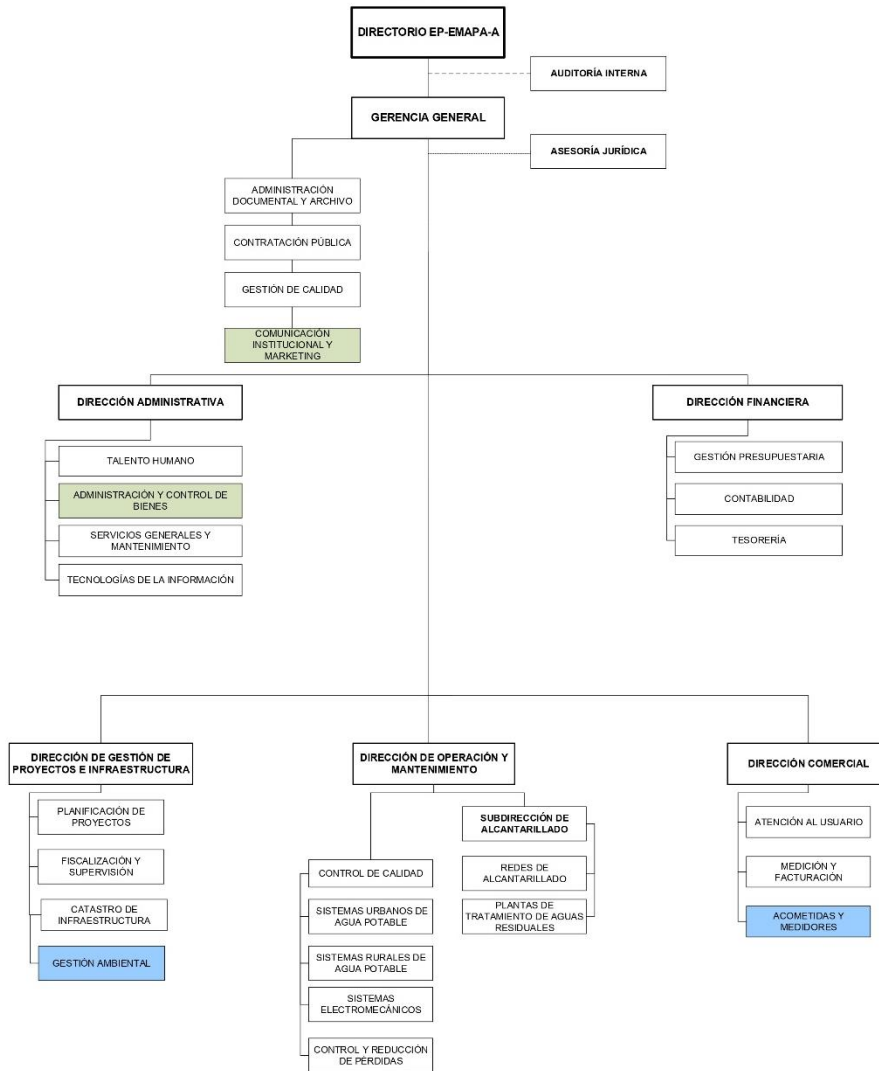 DIRECTORIO EP-EMAPA-A
AUDITORÍA INTERNA
GERENCIA GENERAL
ASESORÍA JURÍDICA
ADMINISTRACIÓN
DOCUMENTAL Y ARCHIVO
CONTRATACIÓN PÚBLICA
GESTIÓN DE CALIDAD
COMUNICACIÓN
INSTITUCIONAL Y
MARKETING
DIRECCIÓN ADMINISTRATIVA
TALENTO HUMANO
ADMINISTRACIÓN Y CONTROL DE
BIENES
SERVICIOS GENERALES Y
MANTENIMIENTO
TECNOLOGÍAS DE LA INFORMACIÓN
DIRECCIÓN FINANCIERA
GESTIÓN PRESUPUESTARIA
CONTABILIDAD
TESORERÍA
DIRECCIÓN DE GESTIÓN DE
PROYECTOS E INFRAESTRUCTURA
PLANIFICACIÓN DE
PROYECTOS
FISCALIZACIÓN Y
SUPERVISIÓN
CATASTRO DE
INFRAESTRUCTURA
GESTIÓN AMBIENTAL
DIRECCIÓN DE OPERACIÓN Y
MANTENIMIENTO
CONTROL DE CALIDAD
SISTEMAS URBANOS DE
AGUA POTABLE
SISTEMAS RURALES DE
AGUA POTABLE
SISTEMAS
ELECTROMECÁNICOS
CONTROL Y REDUCCIÓN
DE PÉRDIDAS
SUBDIRECCIÓN DE
ALCANTARILLADO
REDES DE
ALCANTARILLADO
PLANTAS DE
TRATAMIENTO DE AGUAS
RESIDUALES
DIRECCIÓN COMERCIAL
ATENCIÓN AL USUARIO
MEDICIÓN Y
FACTURACIÓN
ACOMETIDAS Y
MEDIDORES